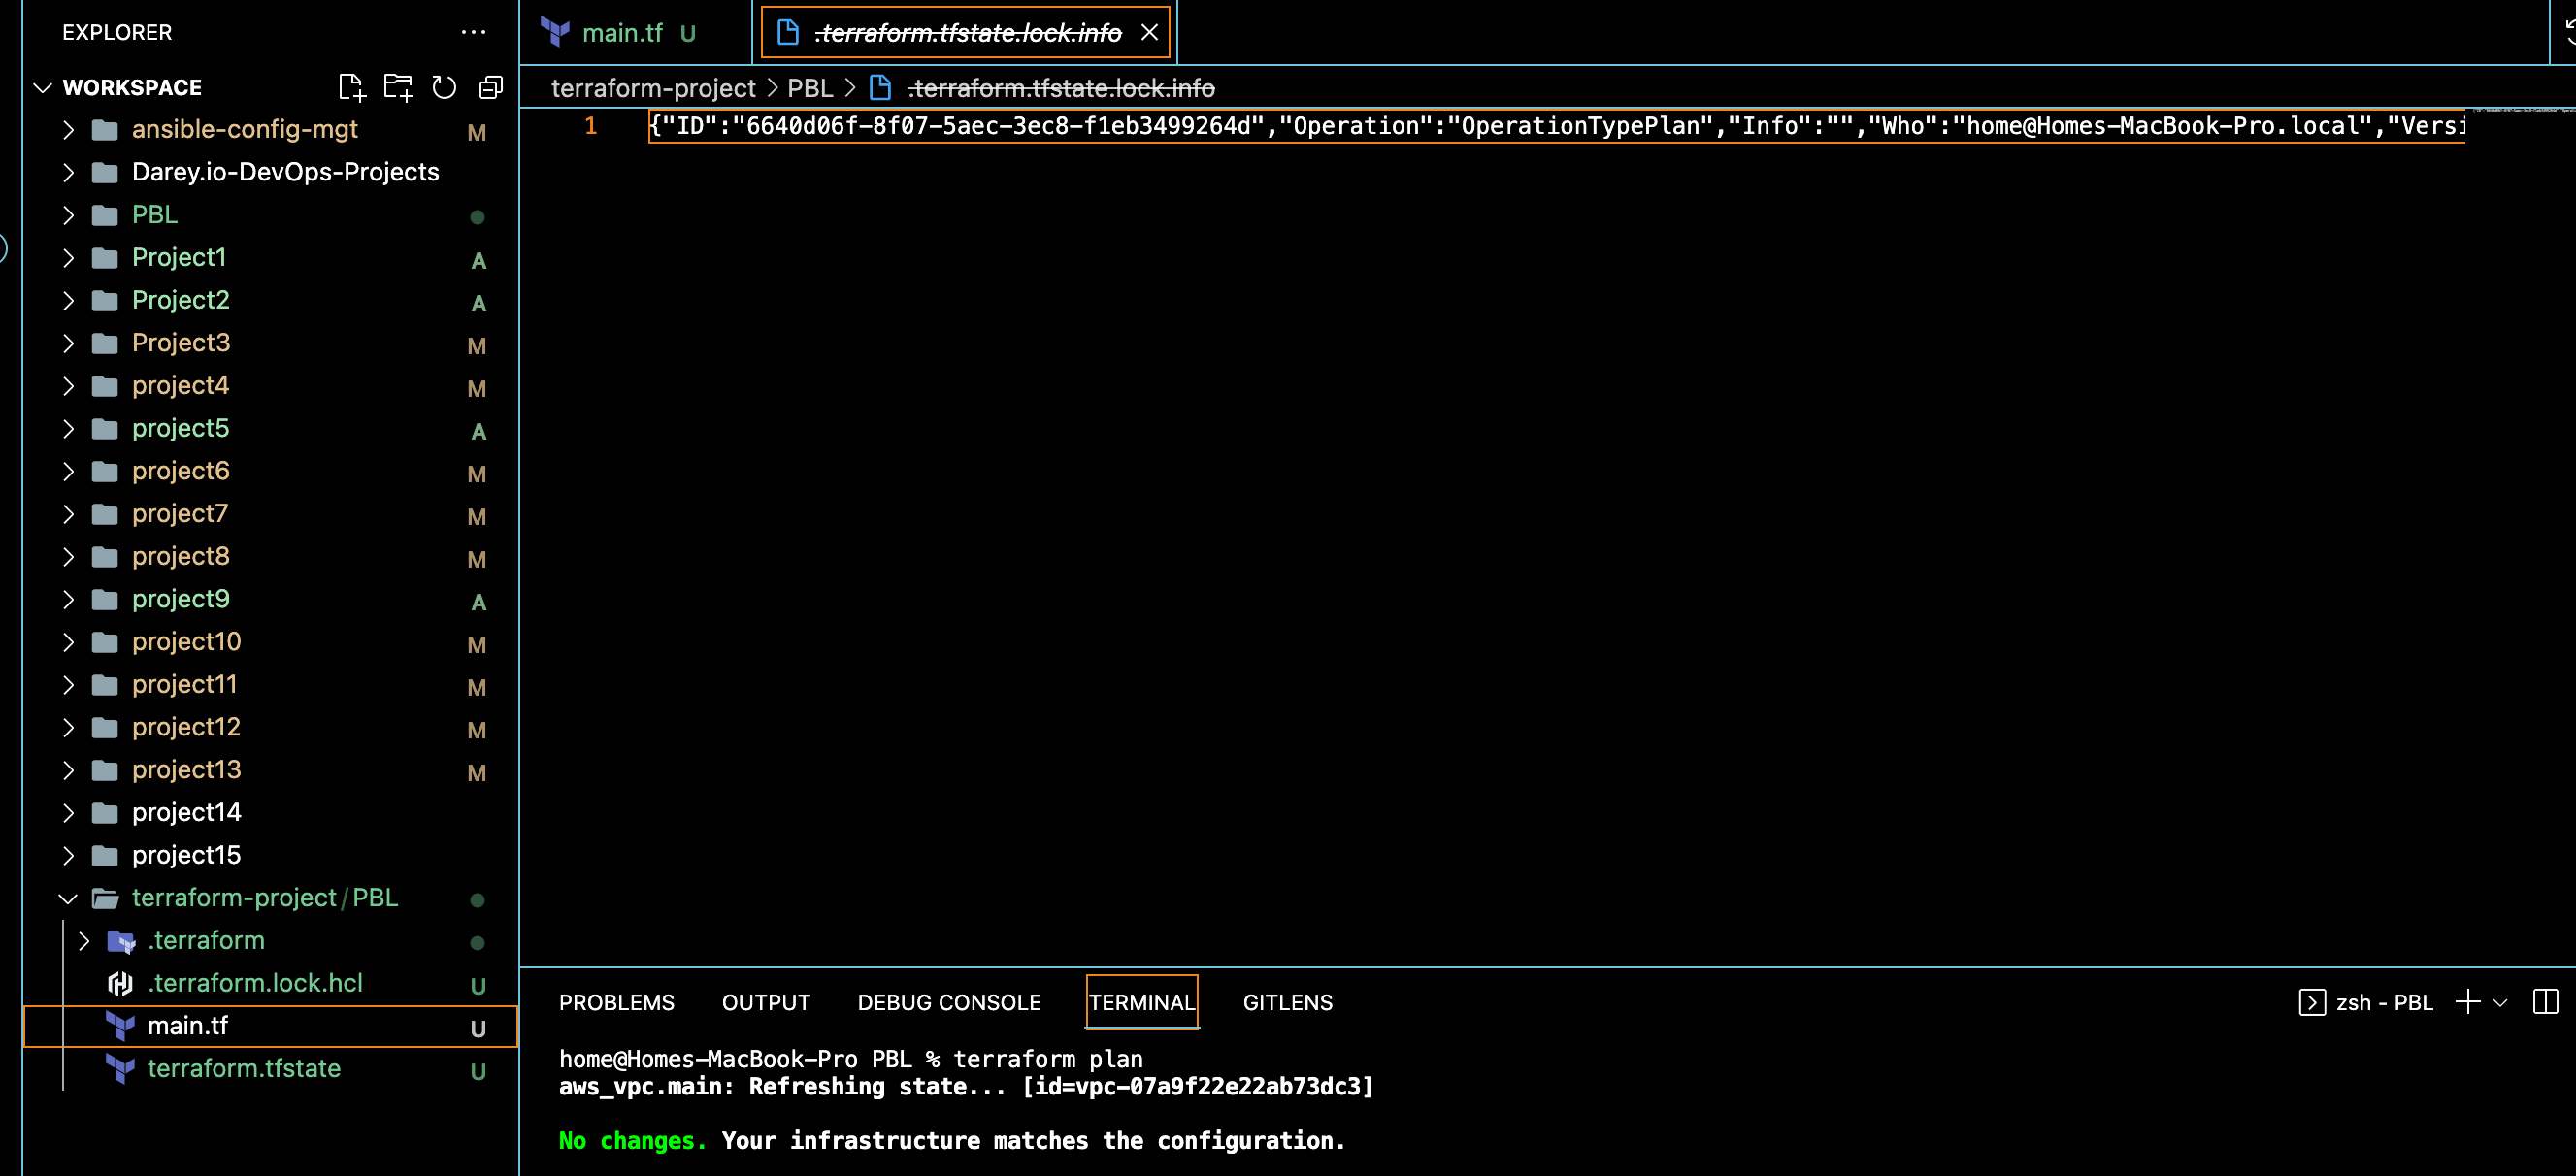 EXPLORER
WORKSPACE
ansible-config-mgt M
Darey.io-DevOps-Projects
PBL
Project1 A
Project2 A
Project3 M
project4 M
project5 A
project6 M
project7 M
project8 M
project9 A
project10 M
project11 M
project12 M
project13 M
project14
project15
terraform-project / PBL
.terraform
.terraform.lock.hcl U
main.tf U
terraform.tfstate U
main.tf U
.terraform.tfstate.lock.info
terraform-project > PBL > .terraform.tfstate.lock.info
1 {"ID":"6640d06f-8f07-5aec-3ec8-f1eb3499264d","Operation":"OperationTypePlan","Info":"","Who":"home@Homes-MacBook-Pro.local","Versi
PROBLEMS OUTPUT DEBUG CONSOLE TERMINAL GITLENS
zsh - PBL
home@Homes-MacBook-Pro PBL % terraform plan
aws_vpc.main: Refreshing state... [id=vpc-07a9f22e22ab73dc3]
No changes. Your infrastructure matches the configuration.